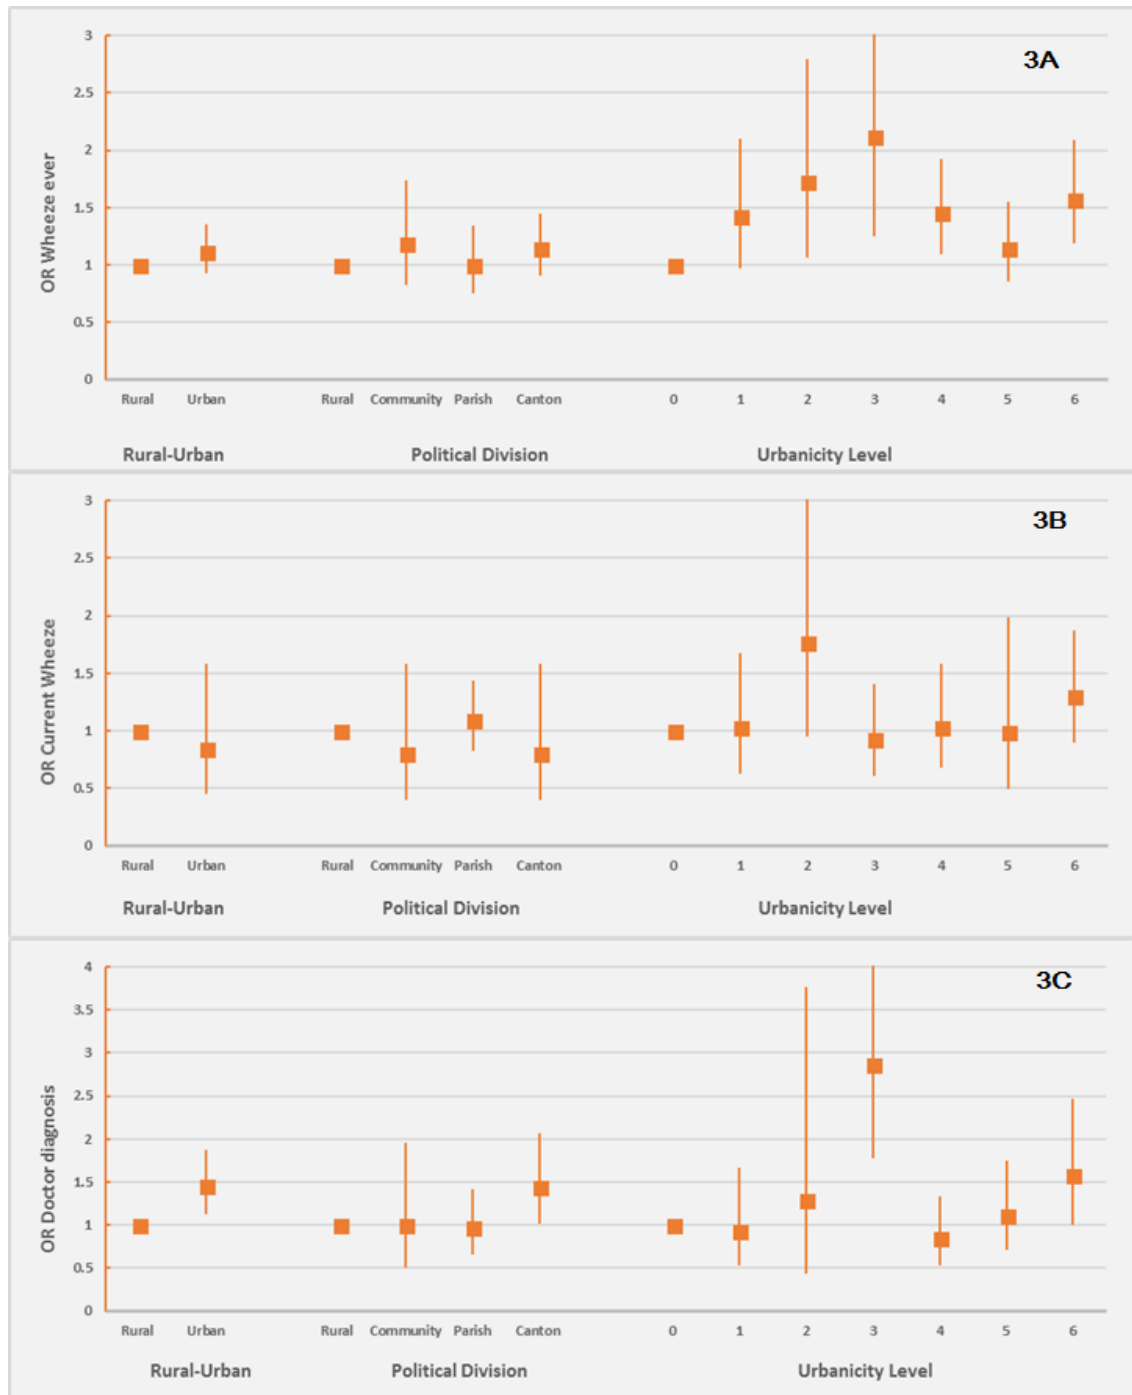 3A
OR Wheeze ever
3
2.5
2
1.5
1
0.5
0
Rural Urban Rural Community Parish Canton 0 1 2 3 4 5 6
Rural-Urban Political Division Urbanicity Level
3B
OR Current Wheeze
3
2.5
2
1.5
1
0.5
0
Rural Urban Rural Community Parish Canton 0 1 2 3 4 5 6
Rural-Urban Political Division Urbanicity Level
3C
OR Doctor diagnosis
4
3.5
3
2.5
2
1.5
1
0.5
0
Rural Urban Rural Community Parish Canton 0 1 2 3 4 5 6
Rural-Urban Political Division Urbanicity Level